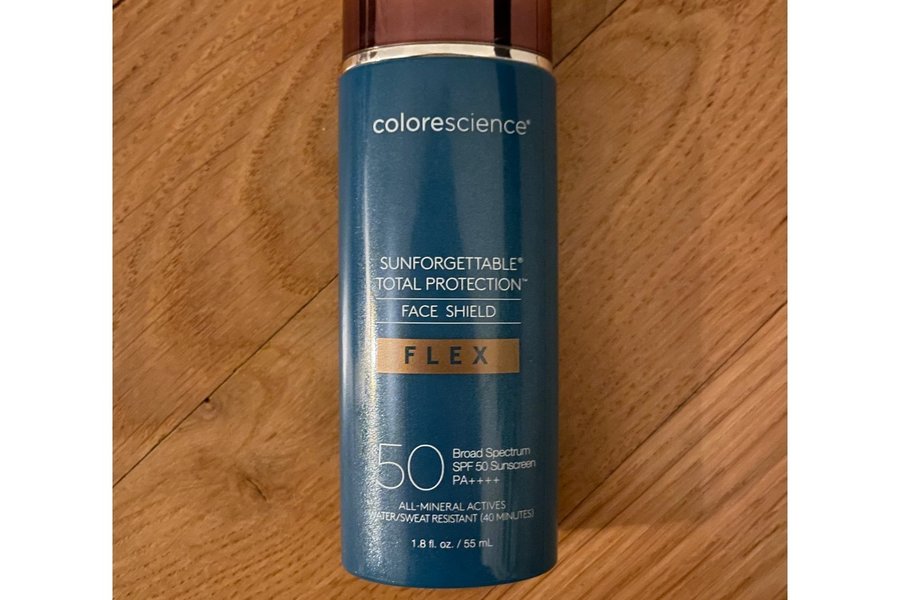 colorescience®
SUNFORGETTABLE®
TOTAL PROTECTION™
FACE SHIELD
FLEX
50
Broad Spectrum
SPF 50 Sunscreen
PA++++
ALL-MINERAL ACTIVES
WATER/SWEAT RESISTANT (40 MINUTES)
1.8 fl. oz. / 55 mL